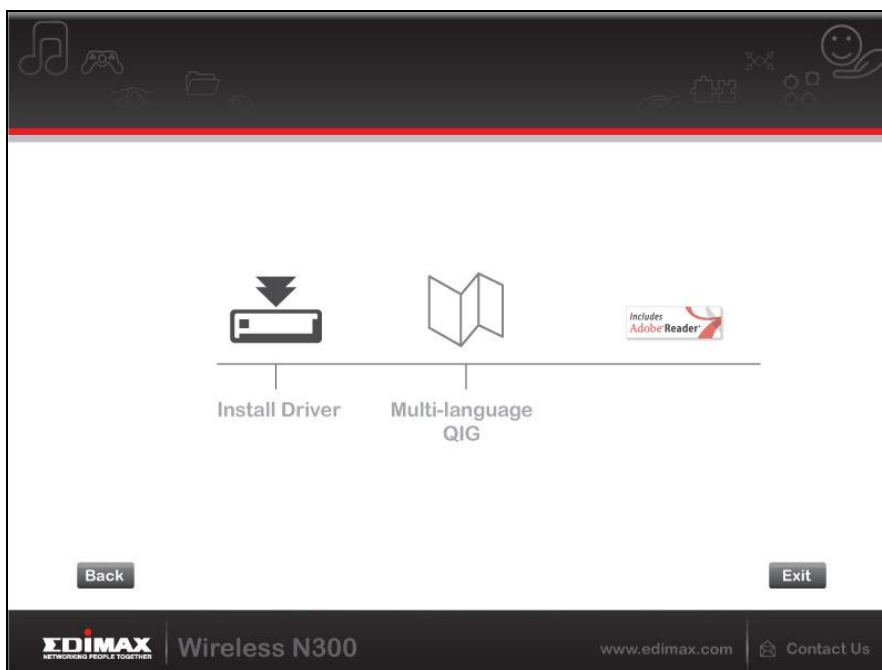 Includes
Adobe Reader
Install Driver
Multi-language
QIG
Back
Exit
EDIMAX
NETWORKING PEOPLE TOGETHER
Wireless N300
www.edimax.com
Contact Us